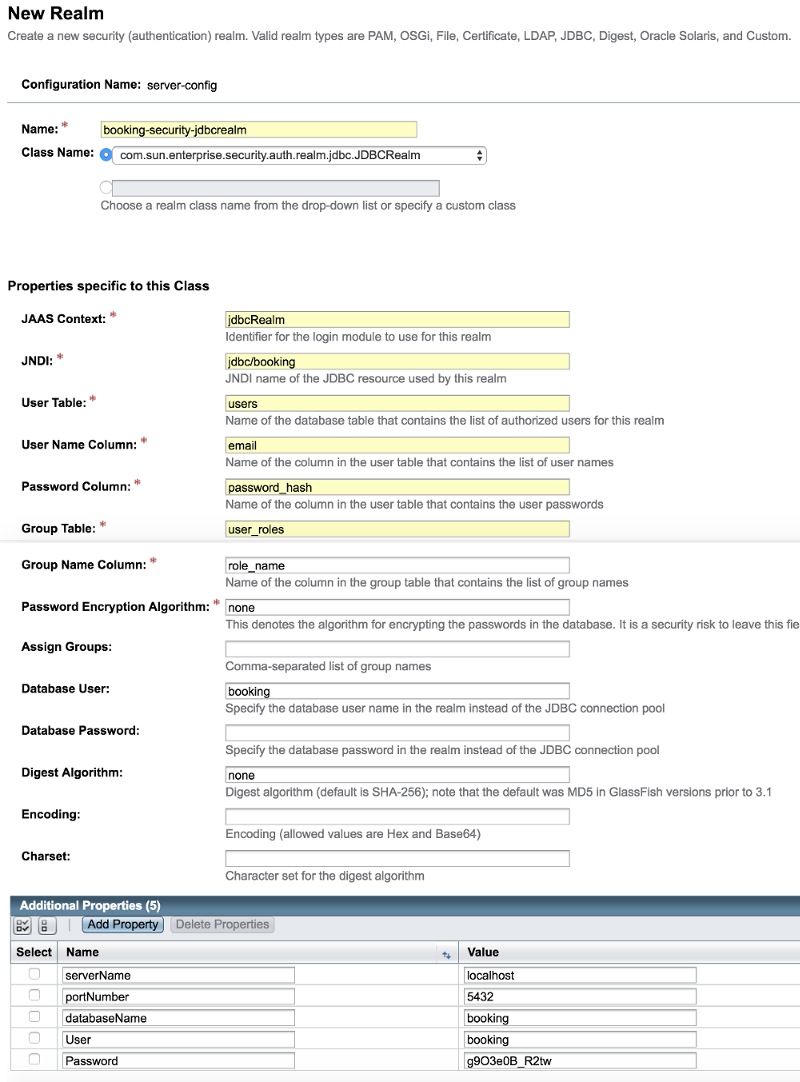 New Realm
Create a new security (authentication) realm. Valid realm types are PAM, OSGi, File, Certificate, LDAP, JDBC, Digest, Oracle Solaris, and Custom.
Configuration Name: server-config
Name: * booking-security-jdbcrealm
Class Name: com.sun.enterprise.security.auth.realm.jdbc.JDBCRealm
Choose a realm class name from the drop-down list or specify a custom class
Properties specific to this Class
JAAS Context: * jdbcRealm
Identifier for the login module to use for this realm
JNDI: * jdbc/booking
JNDI name of the JDBC resource used by this realm
User Table: * users
Name of the database table that contains the list of authorized users for this realm
User Name Column: * email
Name of the column in the user table that contains the list of user names
Password Column: * password_hash
Name of the column in the user table that contains the user passwords
Group Table: * user_roles
Group Name Column: * role_name
Name of the column in the group table that contains the list of group names
Password Encryption Algorithm: * none
This denotes the algorithm for encrypting the passwords in the database. It is a security risk to leave this fie
Assign Groups:
Comma-separated list of group names
Database User: booking
Specify the database user name in the realm instead of the JDBC connection pool
Database Password:
Specify the database password in the realm instead of the JDBC connection pool
Digest Algorithm: none
Digest algorithm (default is SHA-256); note that the default was MD5 in GlassFish versions prior to 3.1
Encoding:
Encoding (allowed values are Hex and Base64)
Charset:
Character set for the digest algorithm
Additional Properties (5)
Add Property Delete Properties
Select Name Value
serverName localhost
portNumber 5432
databaseName booking
User booking
Password g9O3e0B_R2tw